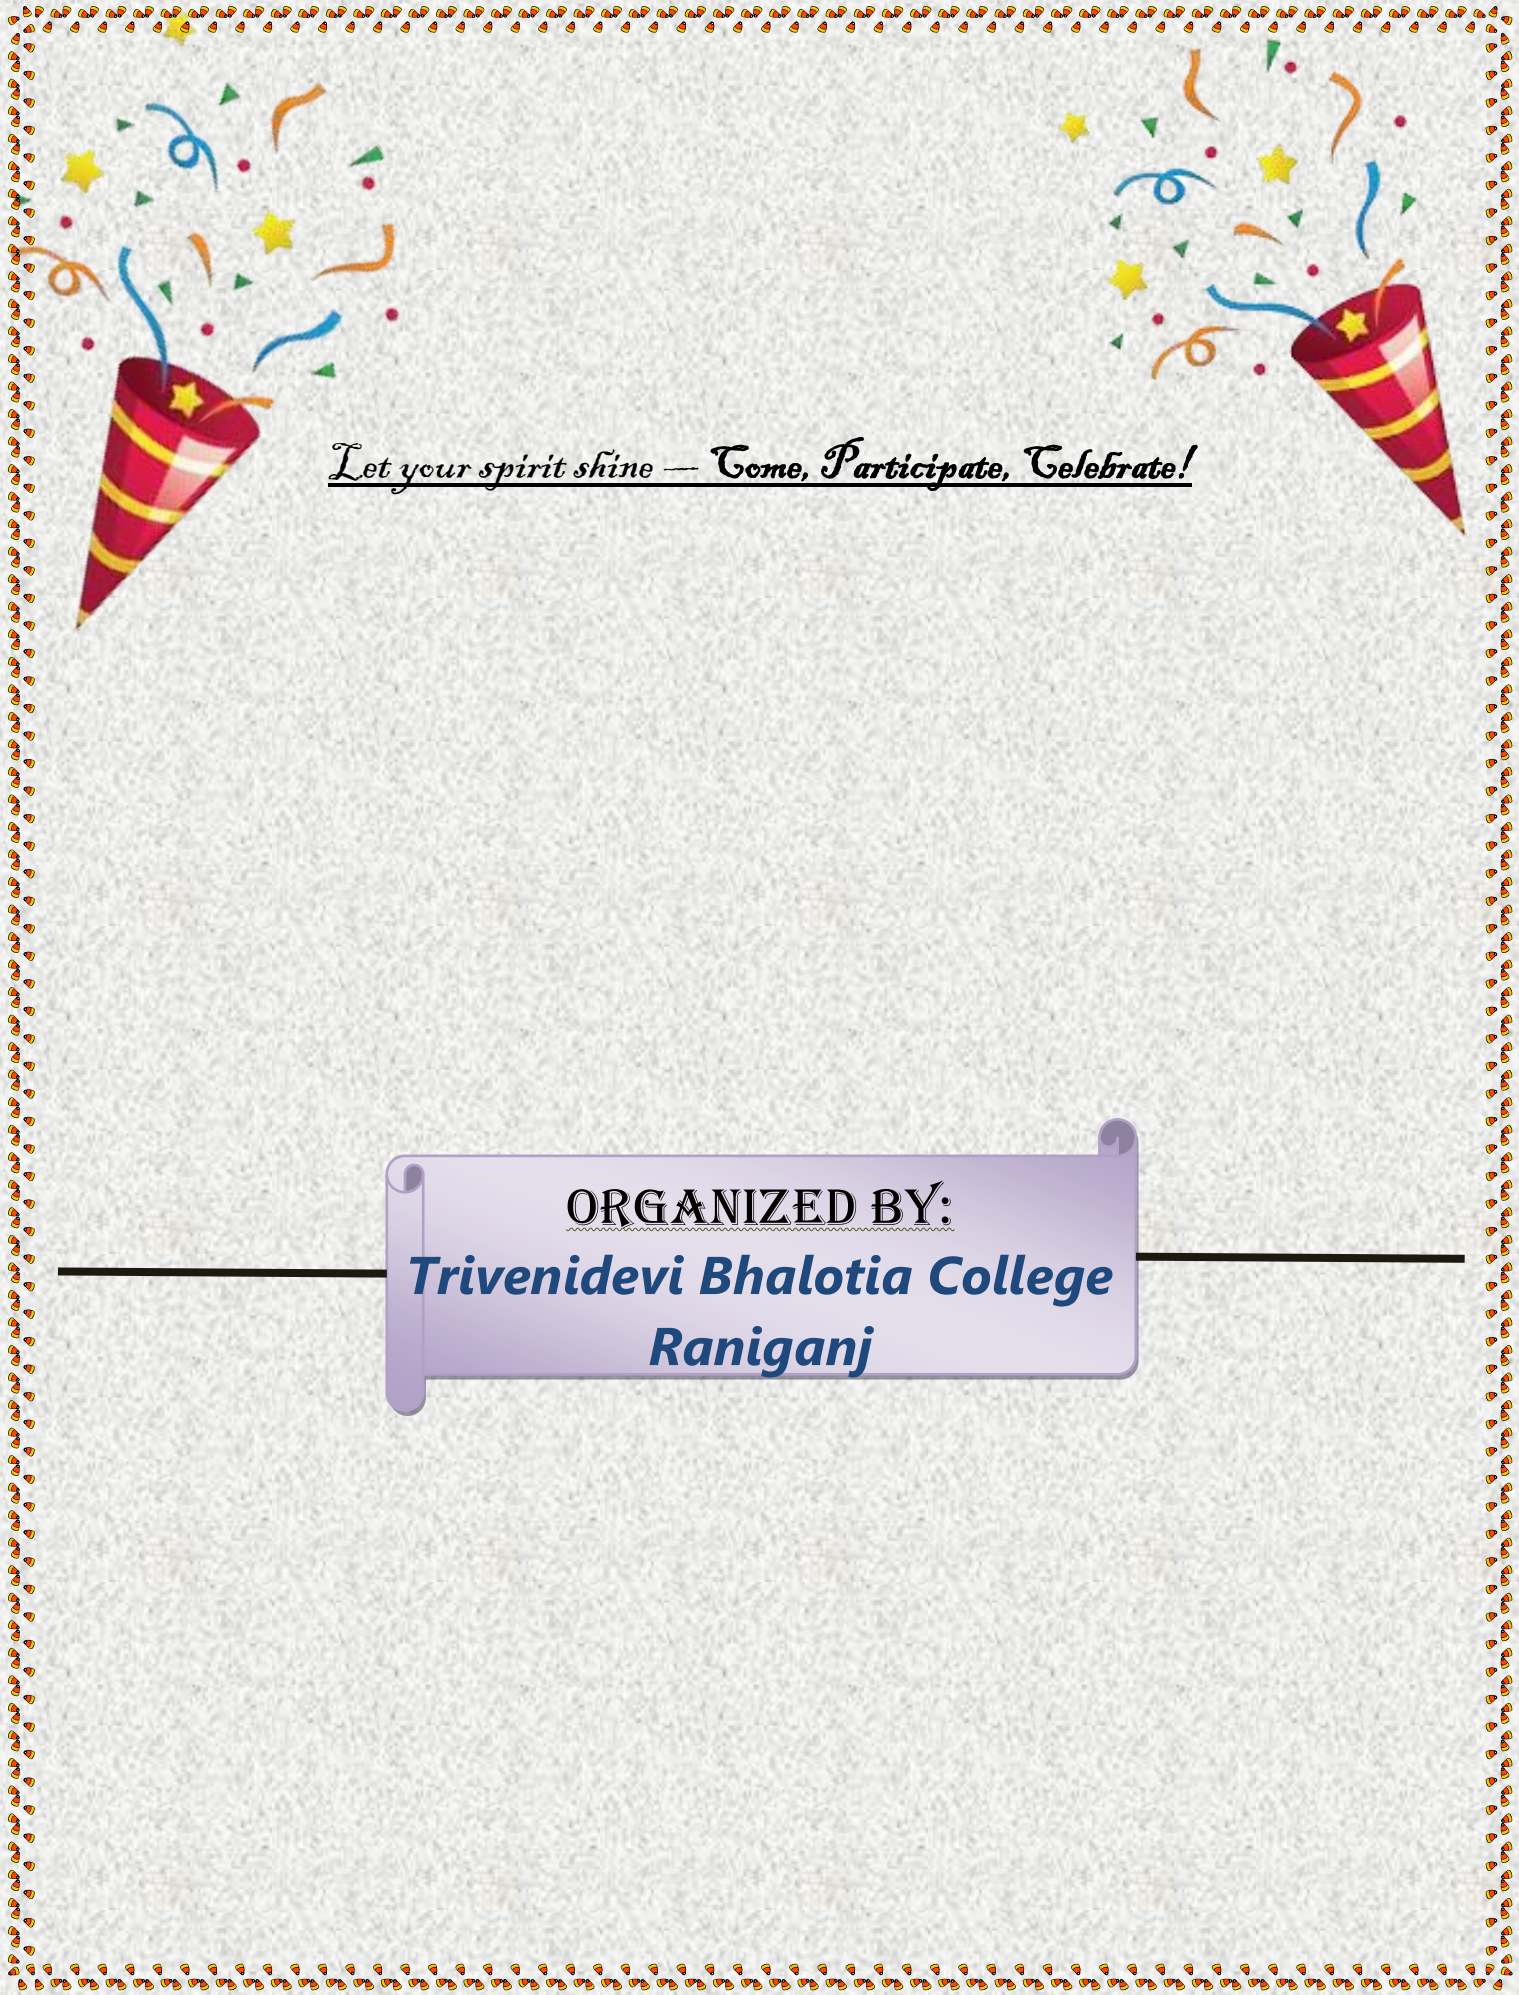 Let your spirit shine — Come, Participate, Celebrate!
ORGANIZED BY:
Trivenidevi Bhalotia College
Raniganj